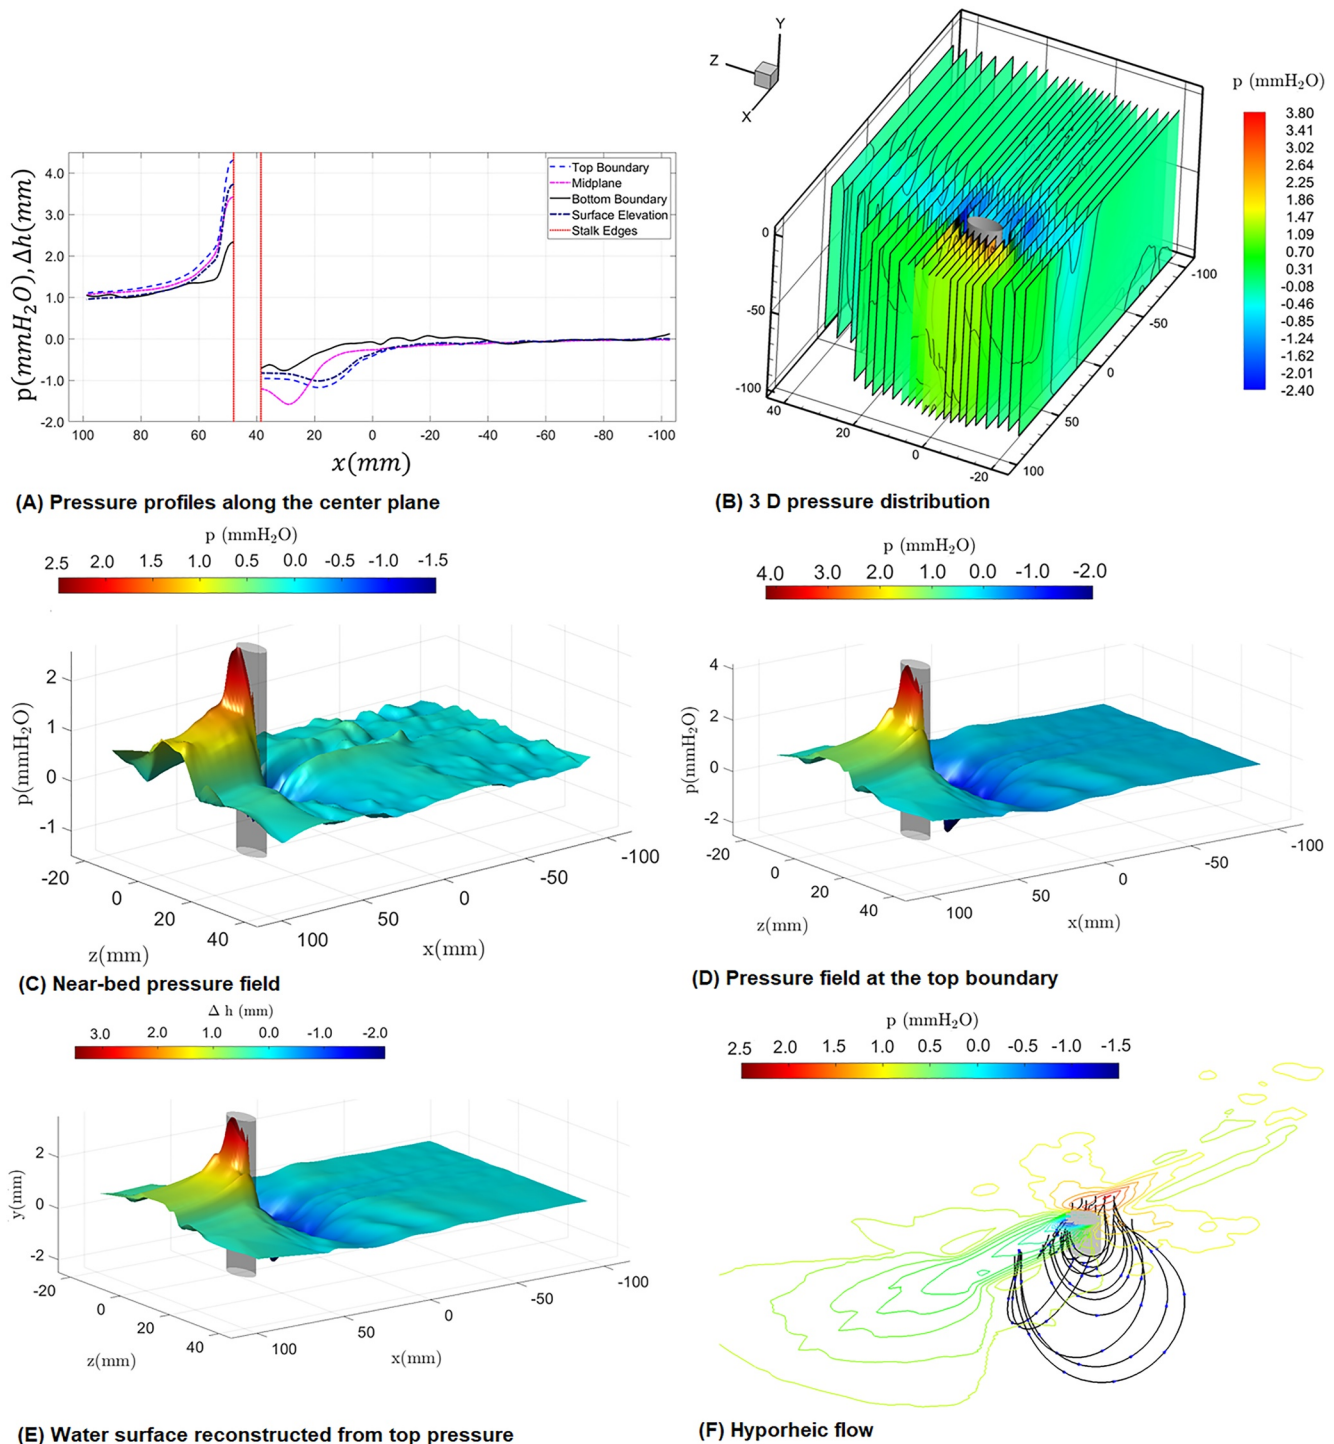 4.0
3.0
2.0
1.0
0.0
-1.0
-2.0
p(mmH₂O), Δh(mm)
100 80 60 40 20 0 -20 -40 -60 -80 -100
x(mm)
Top Boundary
Midplane
Bottom Boundary
Surface Elevation
Stalk Edges
(A) Pressure profiles along the center plane
Y
Z
X
0
-50
-100
40 20 0 -20
100 50 0 -50 -100
p (mmH₂O)
3.80
3.41
3.02
2.64
2.25
1.86
1.47
1.09
0.70
0.31
-0.08
-0.46
-0.85
-1.24
-1.62
-2.01
-2.40
(B) 3 D pressure distribution
p (mmH₂O)
2.5 2.0 1.5 1.0 0.5 0.0 -0.5 -1.0 -1.5
2
1
0
-1
p(mmH₂O)
-20 0 20 40
z(mm)
100 50 0 -50 -100
x(mm)
(C) Near-bed pressure field
p (mmH₂O)
4.0 3.0 2.0 1.0 0.0 -1.0 -2.0
4
2
0
-2
p(mmH₂O)
-20 0 20 40
z(mm)
100 50 0 -50 -100
x(mm)
(D) Pressure field at the top boundary
Δ h (mm)
3.0 2.0 1.0 0.0 -1.0 -2.0
2
0
-2
y(mm)
-20 0 20 40
z(mm)
100 50 0 -50 -100
x(mm)
(E) Water surface reconstructed from top pressure
p (mmH₂O)
2.5 2.0 1.5 1.0 0.5 0.0 -0.5 -1.0 -1.5
(F) Hyporheic flow